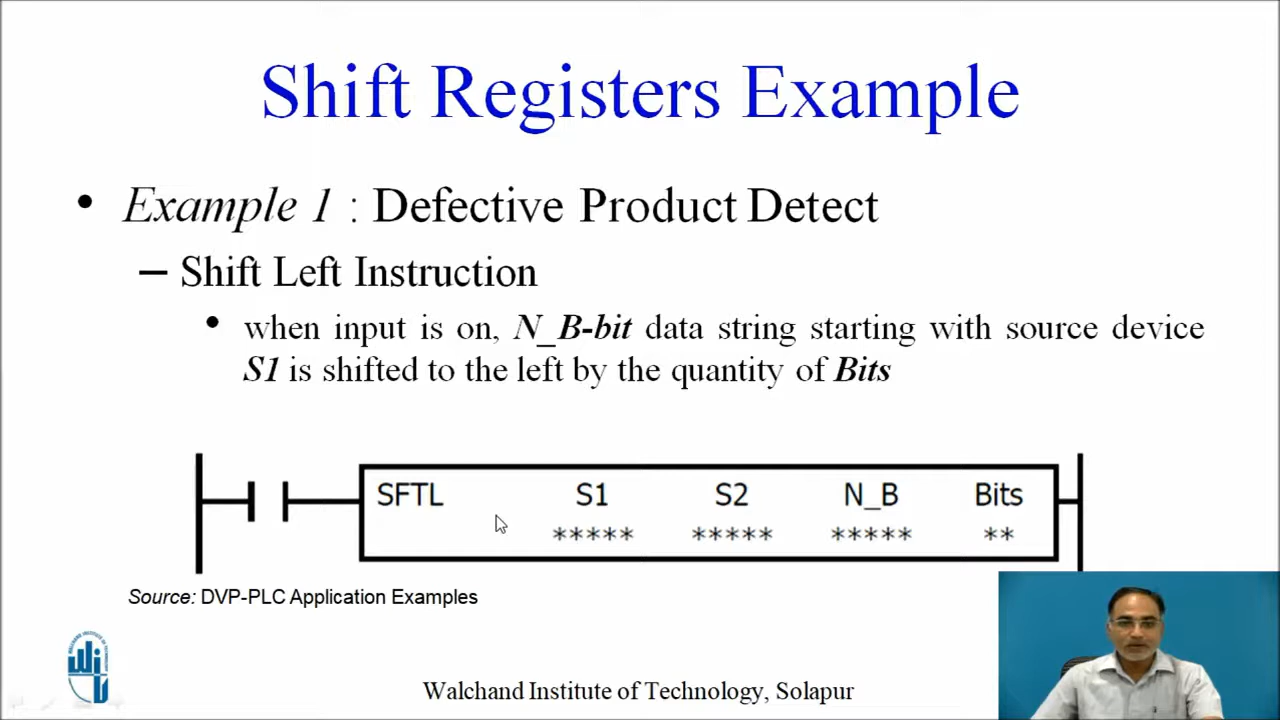 Shift Registers Example
• Example 1 : Defective Product Detect
– Shift Left Instruction
• when input is on, N_B-bit data string starting with source device
S1 is shifted to the left by the quantity of Bits
SFTL S1 S2 N_B Bits
***** ***** ***** **
Source: DVP-PLC Application Examples
Walchand Institute of Technology, Solapur